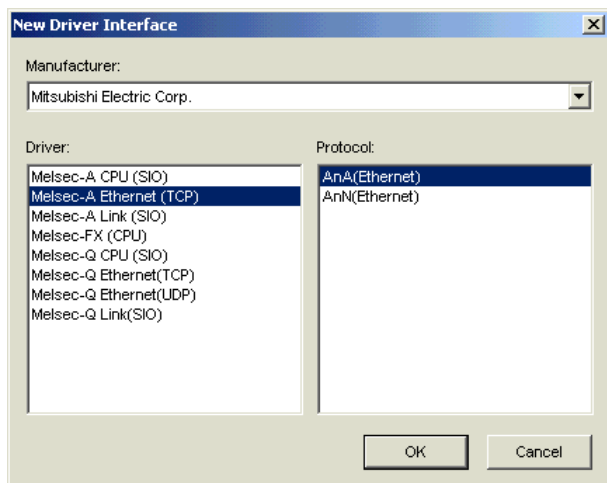 New Driver Interface
Manufacturer:
Mitsubishi Electric Corp.
Driver:
Melsec-A CPU (SIO)
Melsec-A Ethernet (TCP)
Melsec-A Link (SIO)
Melsec-FX (CPU)
Melsec-Q CPU (SIO)
Melsec-Q Ethernet(TCP)
Melsec-Q Ethernet(UDP)
Melsec-Q Link(SIO)
Protocol:
AnA(Ethernet)
AnN(Ethernet)
OK
Cancel